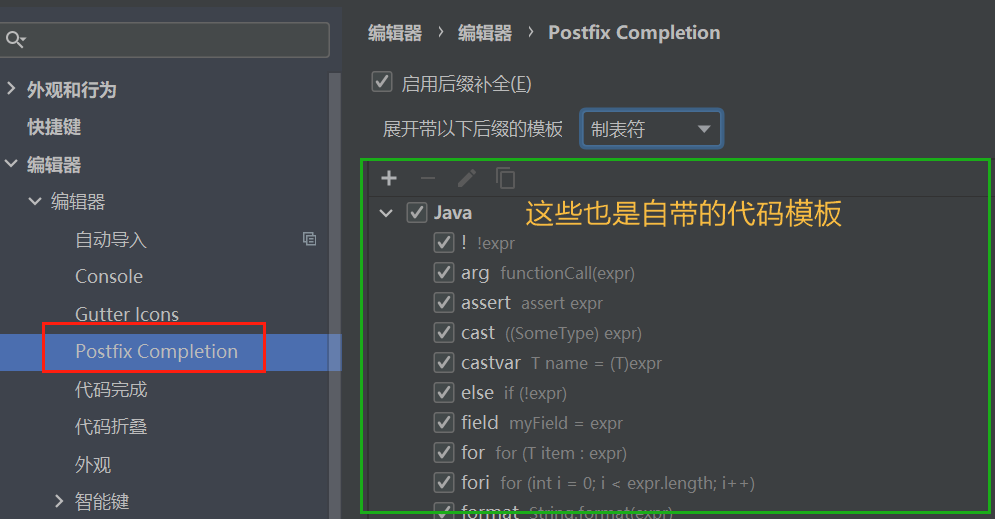 外观和行为
快捷键
编辑器
编辑器
自动导入
Console
Gutter Icons
Postfix Completion
代码完成
代码折叠
外观
智能键
编辑器 › 编辑器 › Postfix Completion
启用后缀补全(E)
展开带以下后缀的模板 制表符
Java 这些也是自带的代码模板
! !expr
arg functionCall(expr)
assert assert expr
cast ((SomeType) expr)
castvar T name = (T)expr
else if (!expr)
field myField = expr
for for (T item : expr)
fori for (int i = 0; i < expr.length; i++)
format String.format(expr)